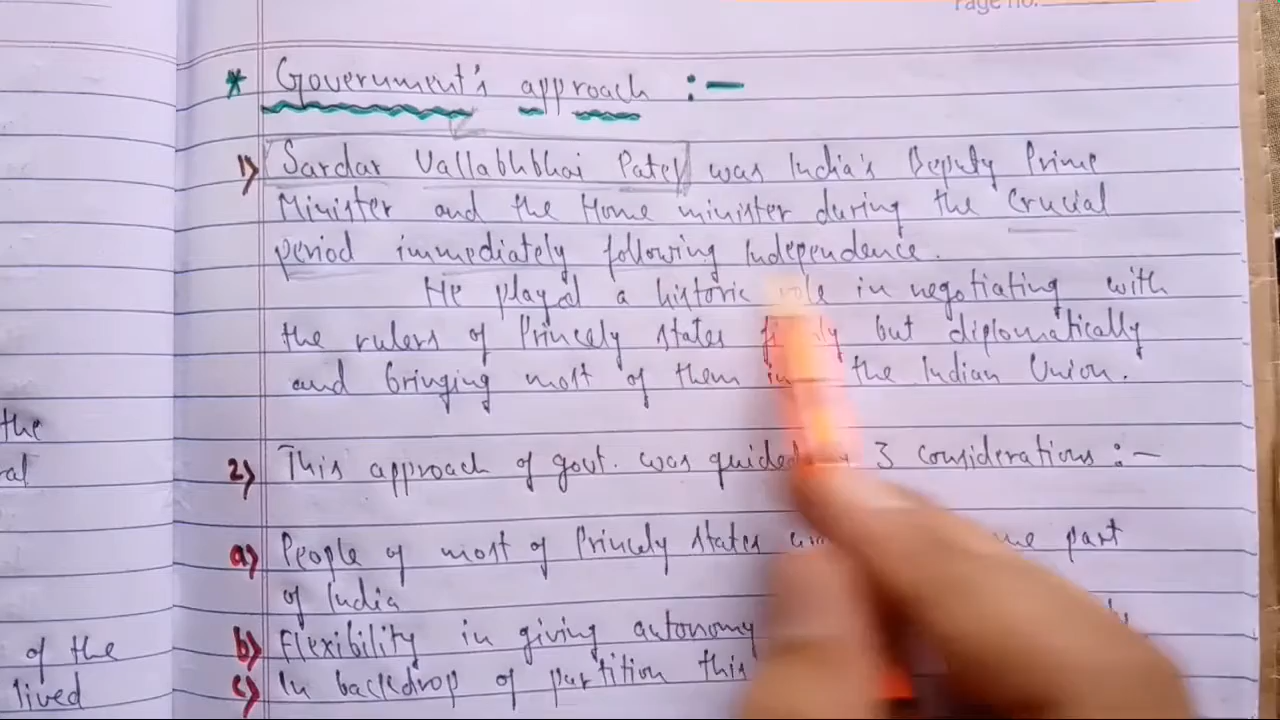 Page no.
* Government's approach :-
1) Sardar Vallabhbhai Patel was India's Deputy Prime
Minister and the Home minister during the Crucial
period immediately following Independence.
He played a historic role in negotiating with
the rulers of Princely states but diplomatically
and bringing most of them the Indian Union.
the
ral
2) This approach of govt. was guided 3 considerations :-
a) People of most of Princely states part
of India
b) Flexibility in giving autonomy
c) In backdrop of partition this
of the
lived